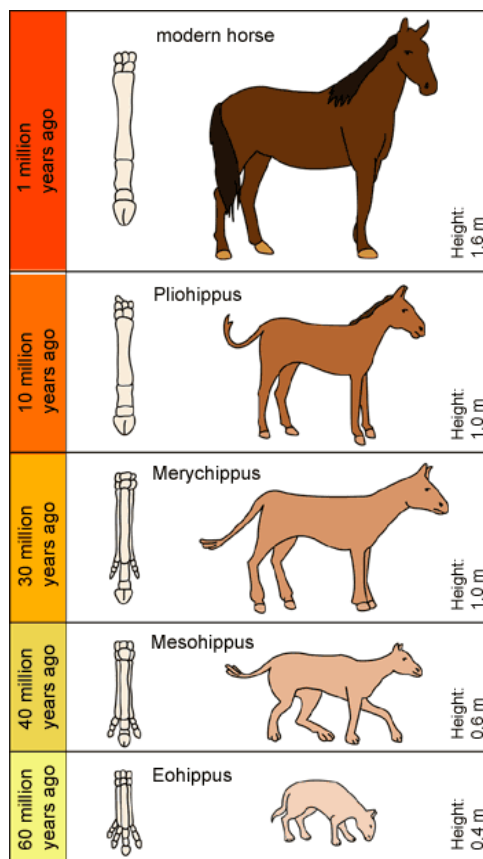 modern horse
1 million
years ago
Height:
1.6 m
Pliohippus
10 million
years ago
Height:
1.0 m
Merychippus
30 million
years ago
Height:
1.0 m
Mesohippus
40 million
years ago
Height:
0.6 m
Eohippus
60 million
years ago
Height:
0.4 m